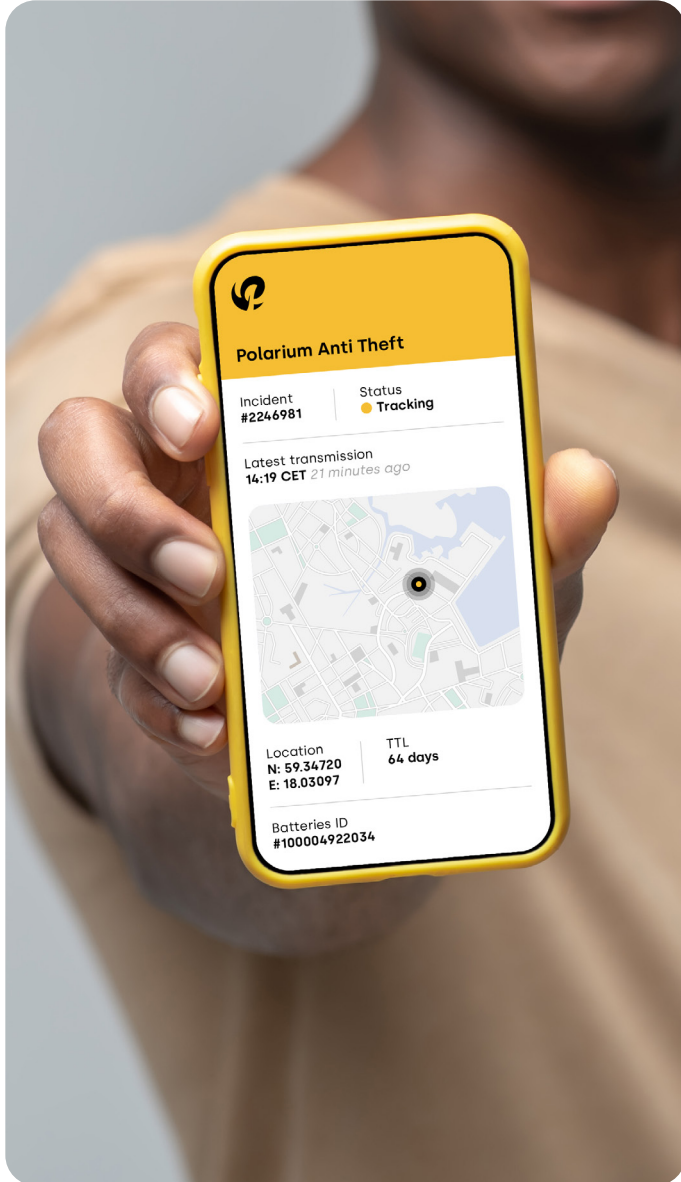 Polarium Anti Theft
Incident
#2246981
Status
Tracking
Latest transmission
14:19 CET 21 minutes ago
Location
N: 59.34720
E: 18.03097
TTL
64 days
Batteries ID
#100004922034